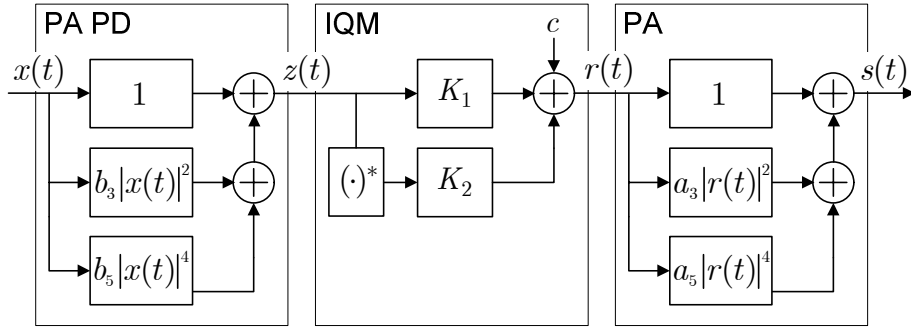 PA PD
IQM
PA
x(t)
z(t)
c
r(t)
s(t)
1
K₁
1
b₃|x(t)|²
(·)*
K₂
a₃|r(t)|²
b₅|x(t)|⁴
a₅|r(t)|⁴